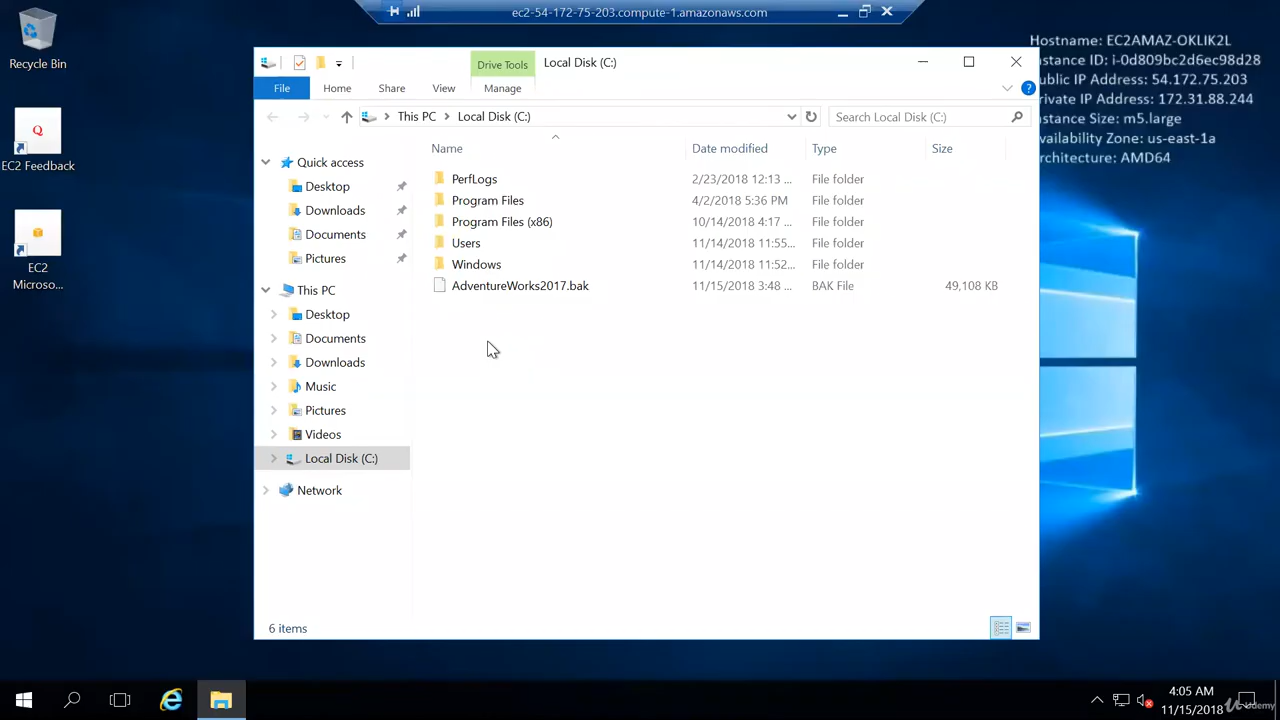 ec2-54-172-75-203.compute-1.amazonaws.com
Recycle Bin
EC2 Feedback
EC2
Microso...
Hostname: EC2AMAZ-OKLIK2L
nstance ID: i-0d809bc2d6ec98d28
ublic IP Address: 54.172.75.203
rivate IP Address: 172.31.88.244
nstance Size: m5.large
vailability Zone: us-east-1a
rchitecture: AMD64
Drive Tools
Local Disk (C:)
File
Home
Share
View
Manage
This PC
Local Disk (C:)
Search Local Disk (C:)
Name
Date modified
Type
Size
Quick access
Desktop
Downloads
Documents
Pictures
This PC
Desktop
Documents
Downloads
Music
Pictures
Videos
Local Disk (C:)
Network
PerfLogs 2/23/2018 12:13 ... File folder
Program Files 4/2/2018 5:36 PM File folder
Program Files (x86) 10/14/2018 4:17 ... File folder
Users 11/14/2018 11:55... File folder
Windows 11/14/2018 11:52... File folder
AdventureWorks2017.bak 11/15/2018 3:48 ... BAK File 49,108 KB
6 items
4:05 AM
11/15/2018
Udemy